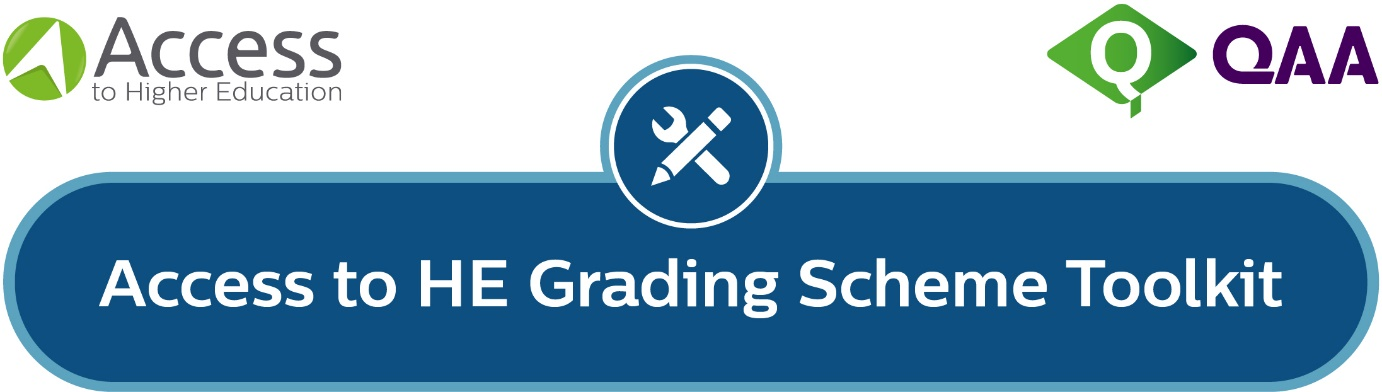 Access
to Higher Education
Q QAA
Access to HE Grading Scheme Toolkit